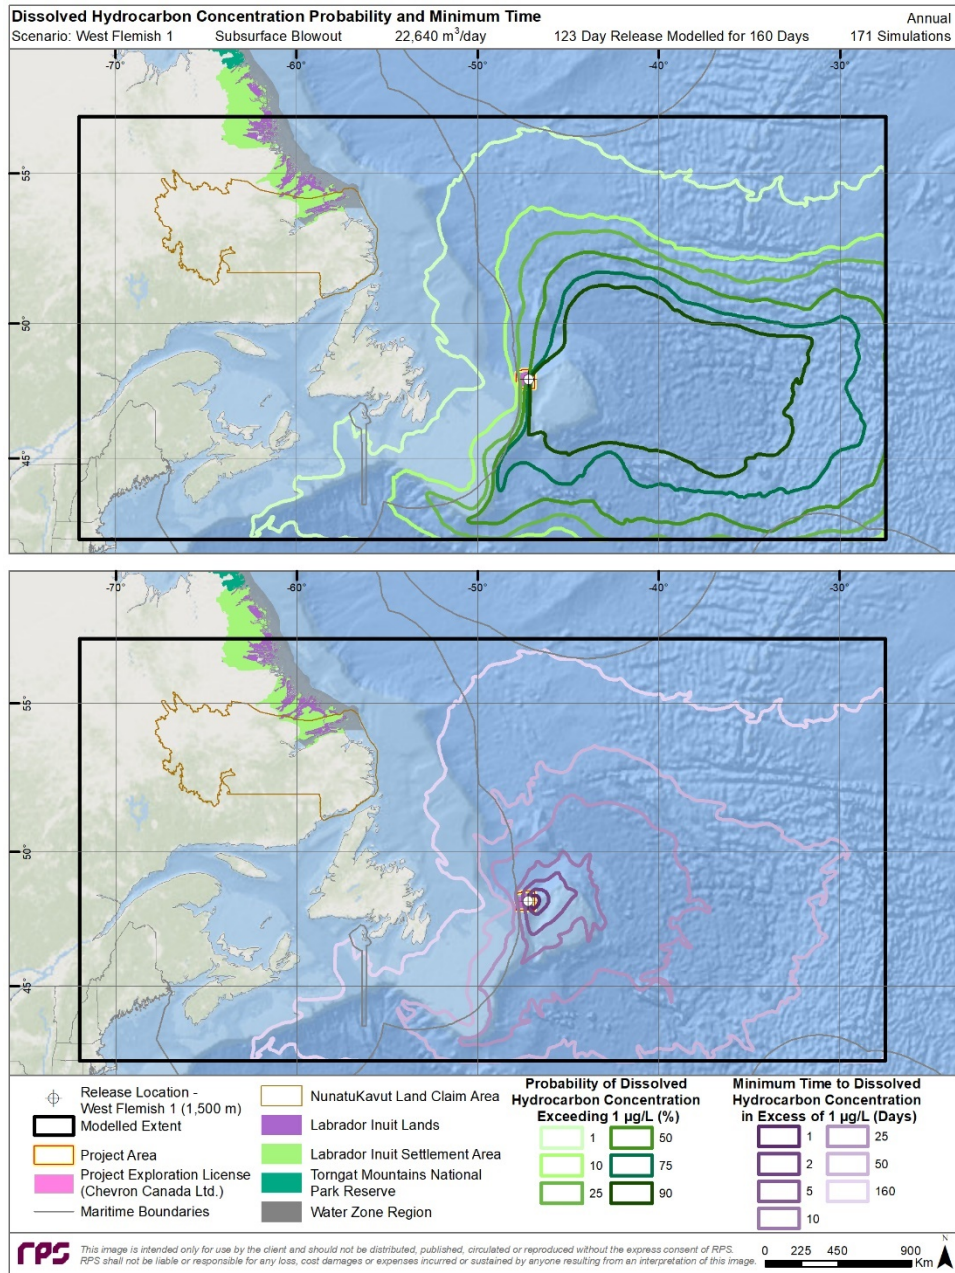 Dissolved Hydrocarbon Concentration Probability and Minimum Time Annual
Scenario: West Flemish 1 Subsurface Blowout 22,640 m³/day 123 Day Release Modelled for 160 Days 171 Simulations
-70° -60° -50° -40° -30°
55°
50°
45°
-70° -60° -50° -40° -30°
55°
50°
45°
Release Location -
West Flemish 1 (1,500 m)
Modelled Extent
Project Area
Project Exploration License
(Chevron Canada Ltd.)
Maritime Boundaries
NunatuKavut Land Claim Area
Labrador Inuit Lands
Labrador Inuit Settlement Area
Torngat Mountains National
Park Reserve
Water Zone Region
Probability of Dissolved
Hydrocarbon Concentration
Exceeding 1 µg/L (%)
1 50
10 75
25 90
Minimum Time to Dissolved
Hydrocarbon Concentration
in Excess of 1 µg/L (Days)
1 25
2 50
5 160
10
rps
This image is intended only for use by the client and should not be distributed, published, circulated or reproduced without the express consent of RPS.
RPS shall not be liable or responsible for any loss, cost damages or expenses incurred or sustained by anyone resulting from an interpretation of this image.
0 225 450 900
Km
N